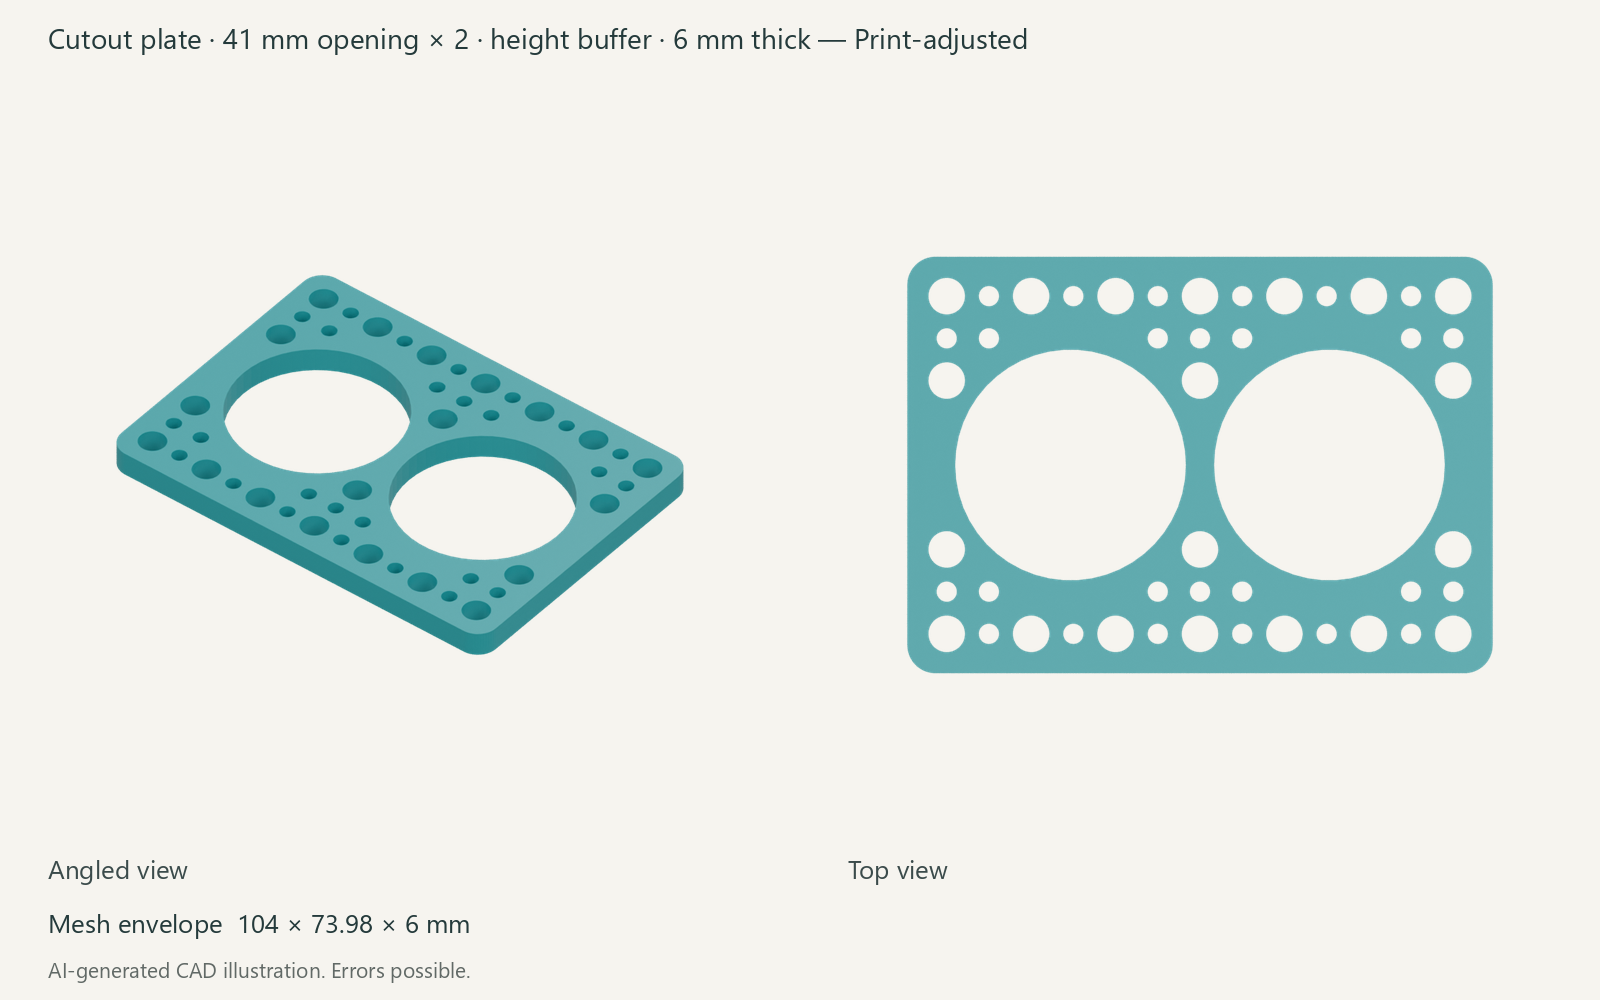 Cutout plate · 41 mm opening × 2 · height buffer · 6 mm thick — Print-adjusted
Angled view
Top view
Mesh envelope 104 × 73.98 × 6 mm
AI-generated CAD illustration. Errors possible.